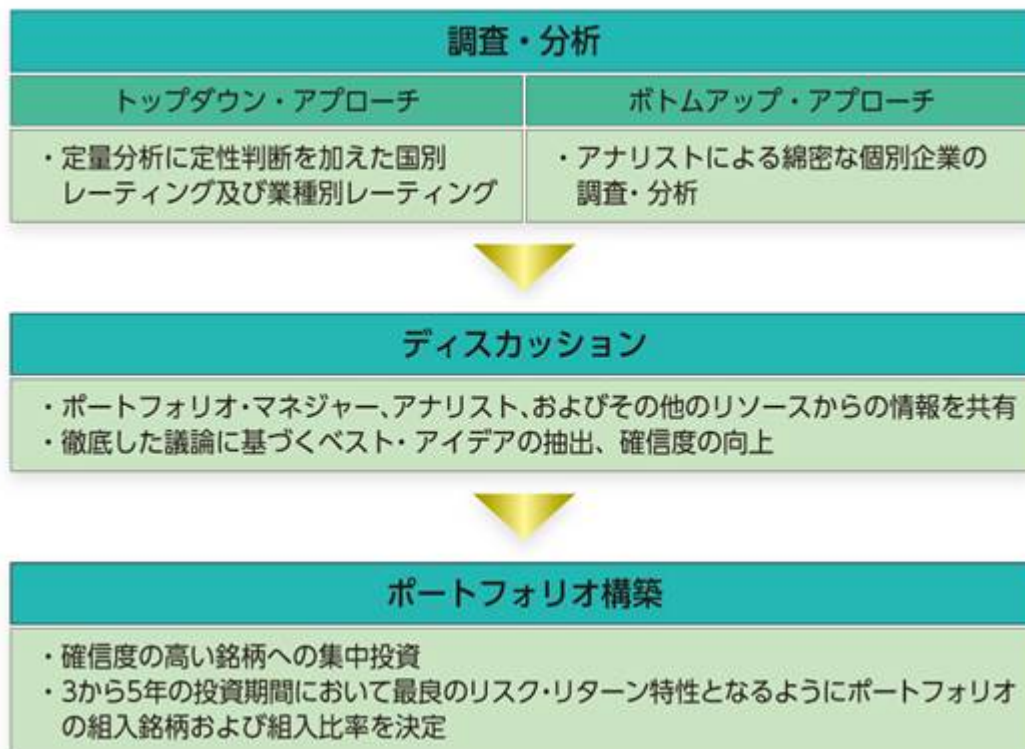 調査・分析
トップダウン・アプローチ
ボトムアップ・アプローチ
・定量分析に定性判断を加えた国別
レーティング及び業種別レーティング
・アナリストによる綿密な個別企業の
調査・分析
ディスカッション
・ポートフォリオ・マネジャー、アナリスト、およびその他のリソースからの情報を共有
・徹底した議論に基づくベスト・アイデアの抽出、確信度の向上
ポートフォリオ構築
・確信度の高い銘柄への集中投資
・3から5年の投資期間において最良のリスク・リターン特性となるようにポートフォリオ
の組入銘柄および組入比率を決定